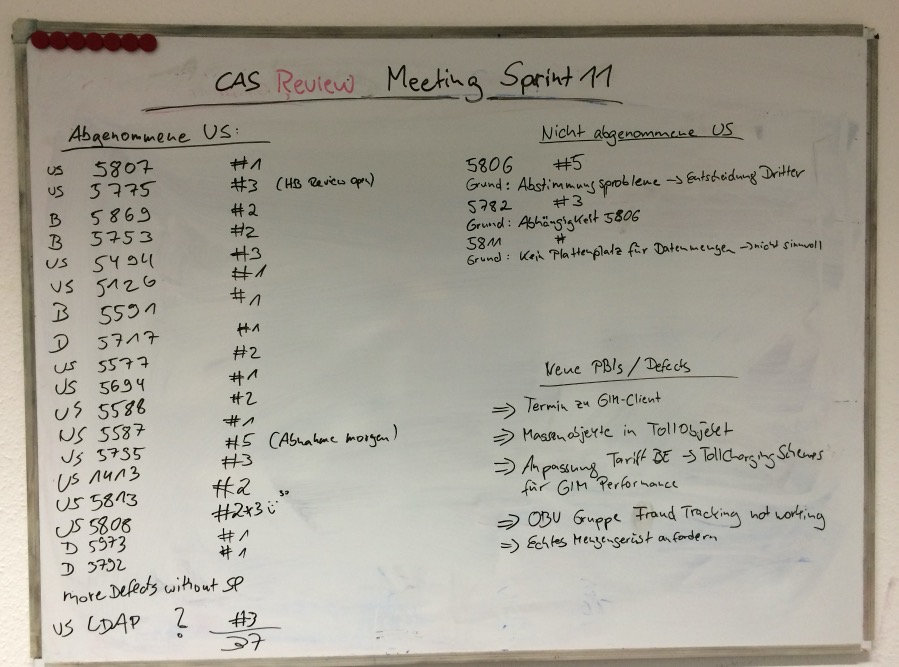 CAS Review Meeting Sprint 11
Abgenommene US:
US 5807 #1
US 5775 #3 (HB Review open)
B 5869 #2
B 5753 #2
US 5494 #3
US 5126 #1
B 5591 #1
D 5717 #1
US 5577 #2
US 5694 #1
US 5588 #2
US 5587 #1
US 5735 #5 (Abnahme morgen)
US 1413 #3
US 5813 #2
US 5808 #2+3
D 5973 #1
D 5792 #1
more Defects without SP
US LDAP ? #3
37
Nicht abgenommene US
5806 #5
Grund: Abstimmungsprobleme → Entscheidung Dritter
5782 #3
Grund: Abhängigkeit 5806
5811 #
Grund: Kein Plattenplatz für Datenmengen → nicht sinnvoll
Neue PBIs / Defects
⇒ Termin zu GIM-Client
⇒ Massenobjekte in TollObjekt
⇒ Anpassung Tariff BE → TollChargingSchemes
für GIM Performance
⇒ OBU Gruppe Fraud Tracking not working
⇒ Echtes Mengengerüst anfordern